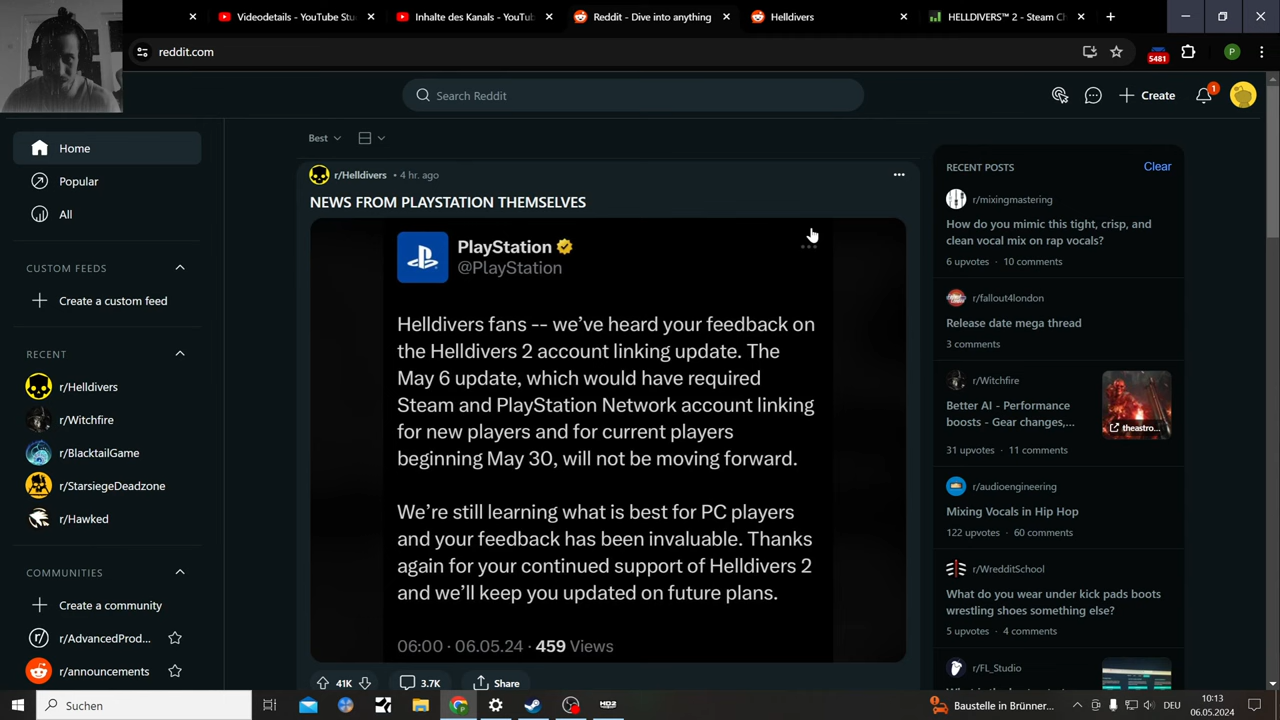 Videodetails - YouTube Stu
Inhalte des Kanals - YouTub
Reddit - Dive into anything
Helldivers
HELLDIVERS™ 2 - Steam Ch
reddit.com
5481
P
Search Reddit
Create
1
Home
Popular
All
CUSTOM FEEDS
Create a custom feed
RECENT
r/Helldivers
r/Witchfire
r/BlacktailGame
r/StarsiegeDeadzone
r/Hawked
COMMUNITIES
Create a community
r/AdvancedProd...
r/announcements
Best
r/Helldivers • 4 hr. ago
NEWS FROM PLAYSTATION THEMSELVES
PlayStation
@PlayStation
Helldivers fans -- we've heard your feedback on
the Helldivers 2 account linking update. The
May 6 update, which would have required
Steam and PlayStation Network account linking
for new players and for current players
beginning May 30, will not be moving forward.
We're still learning what is best for PC players
and your feedback has been invaluable. Thanks
again for your continued support of Helldivers 2
and we'll keep you updated on future plans.
06:00 · 06.05.24 · 459 Views
41K
3.7K
Share
RECENT POSTS
Clear
r/mixingmastering
How do you mimic this tight, crisp, and
clean vocal mix on rap vocals?
6 upvotes · 10 comments
r/fallout4london
Release date mega thread
3 comments
r/Witchfire
Better AI - Performance
boosts - Gear changes,...
theastro...
31 upvotes · 11 comments
r/audioengineering
Mixing Vocals in Hip Hop
122 upvotes · 60 comments
r/WredditSchool
What do you wear under kick pads boots
wrestling shoes something else?
5 upvotes · 4 comments
r/FL_Studio
Suchen
HD2
Baustelle in Brünner...
DEU
10:13
06.05.2024